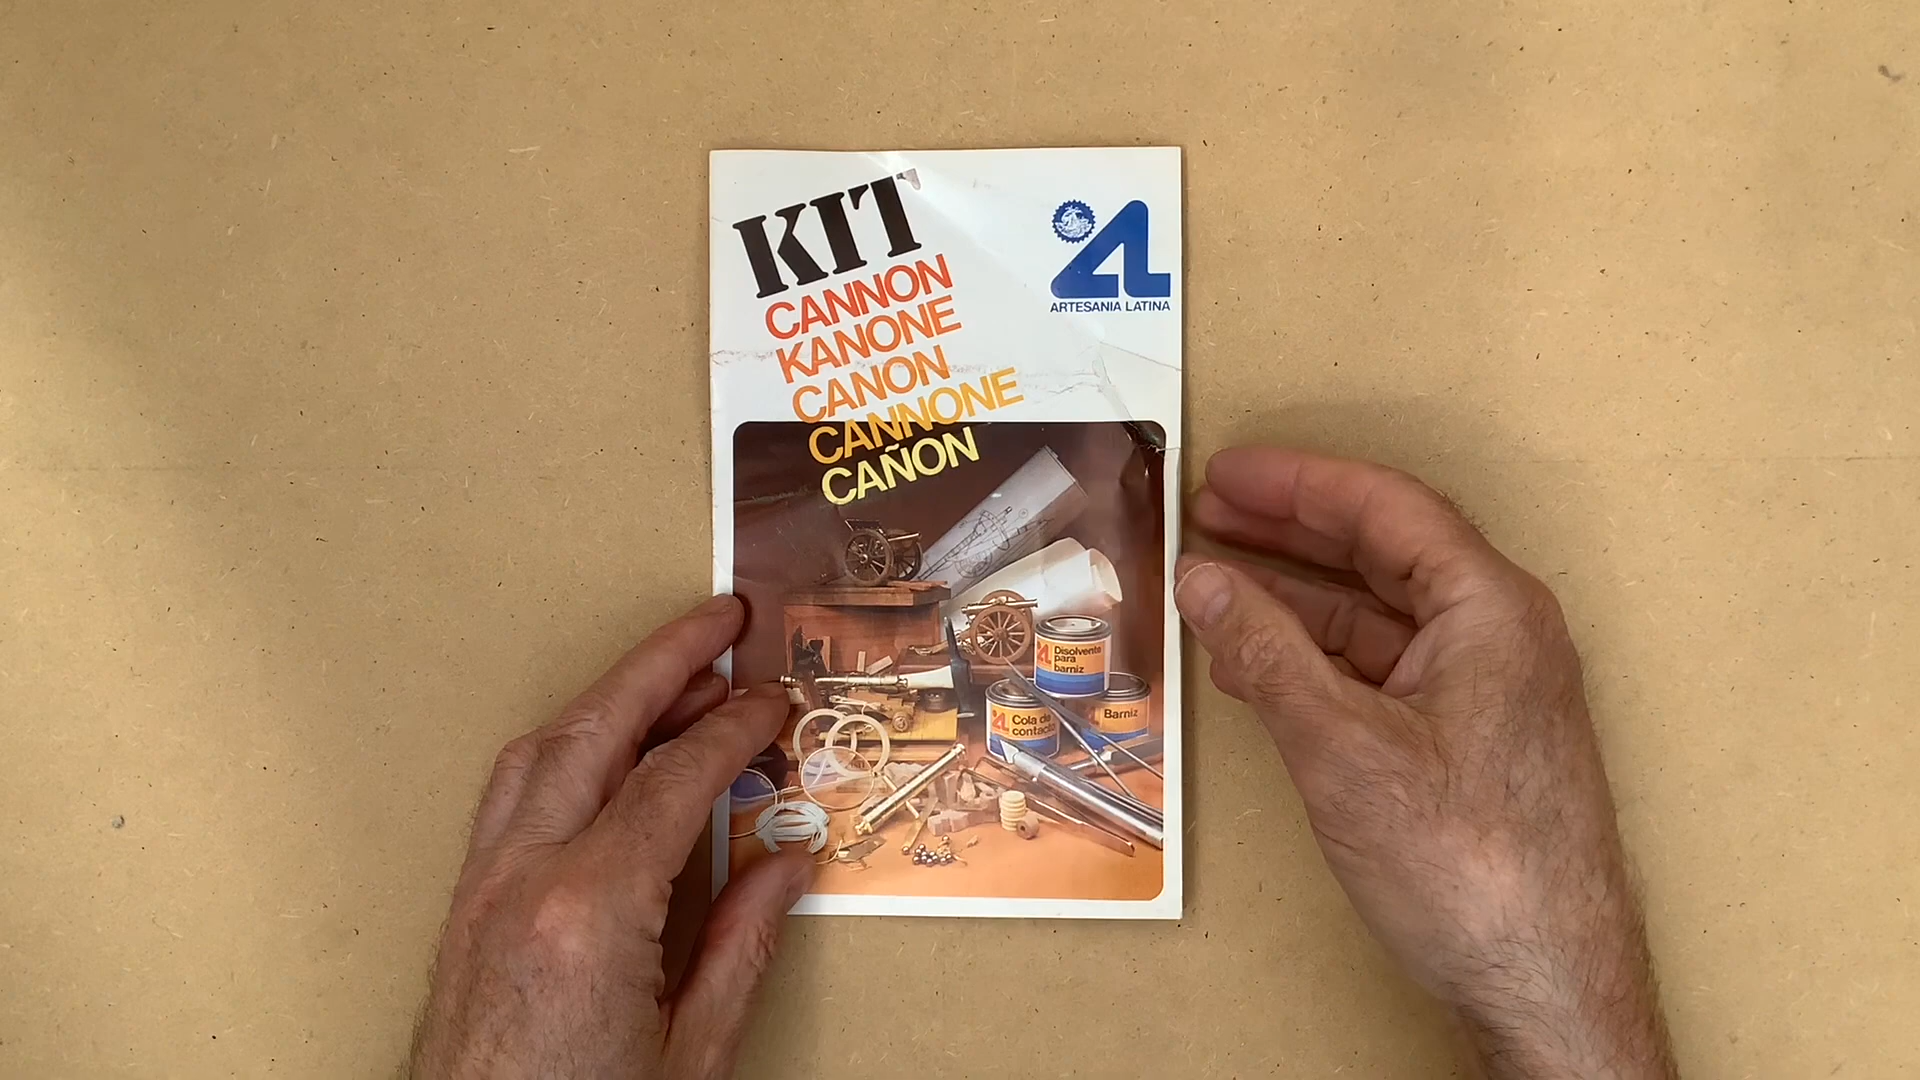 KIT
CANNON
KANONE
CANON
CANNONE
CAÑON
ARTESANIA LATINA
Disolvente
para
barniz
Cola de
contacto
Barniz